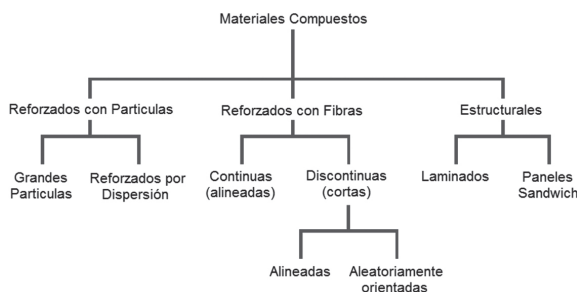 Materiales Compuestos
Reforzados con Particulas
Reforzados con Fibras
Estructurales
Grandes
Particulas
Reforzados por
Dispersión
Continuas
(alineadas)
Discontinuas
(cortas)
Laminados
Paneles
Sandwich
Alineadas
Aleatoriamente
orientadas